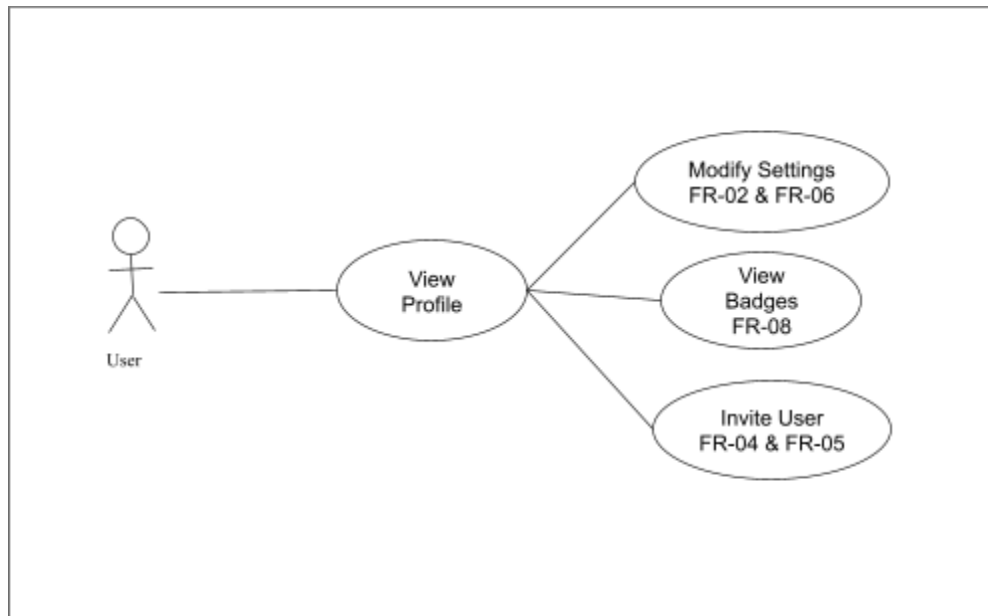 Modify Settings
FR-02 & FR-06
View
Profile
View
Badges
FR-08
User
Invite User
FR-04 & FR-05